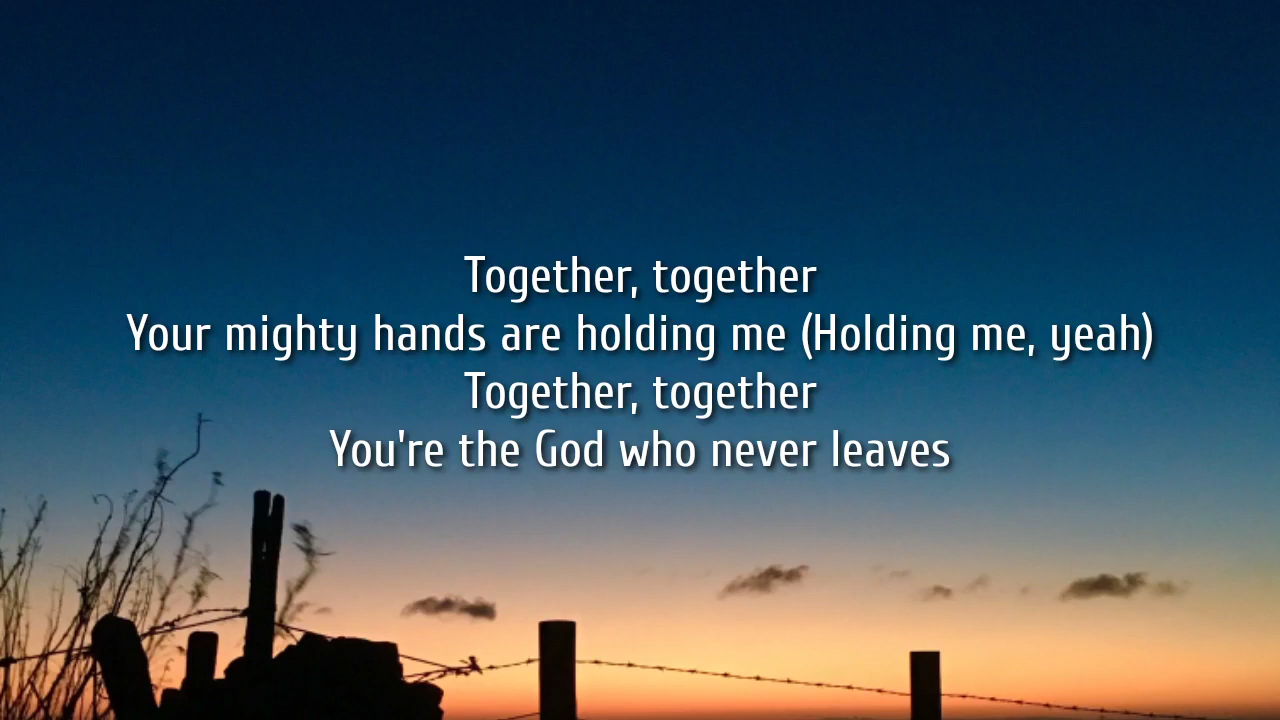 Together, together
Your mighty hands are holding me (Holding me, yeah)
Together, together
You're the God who never leaves